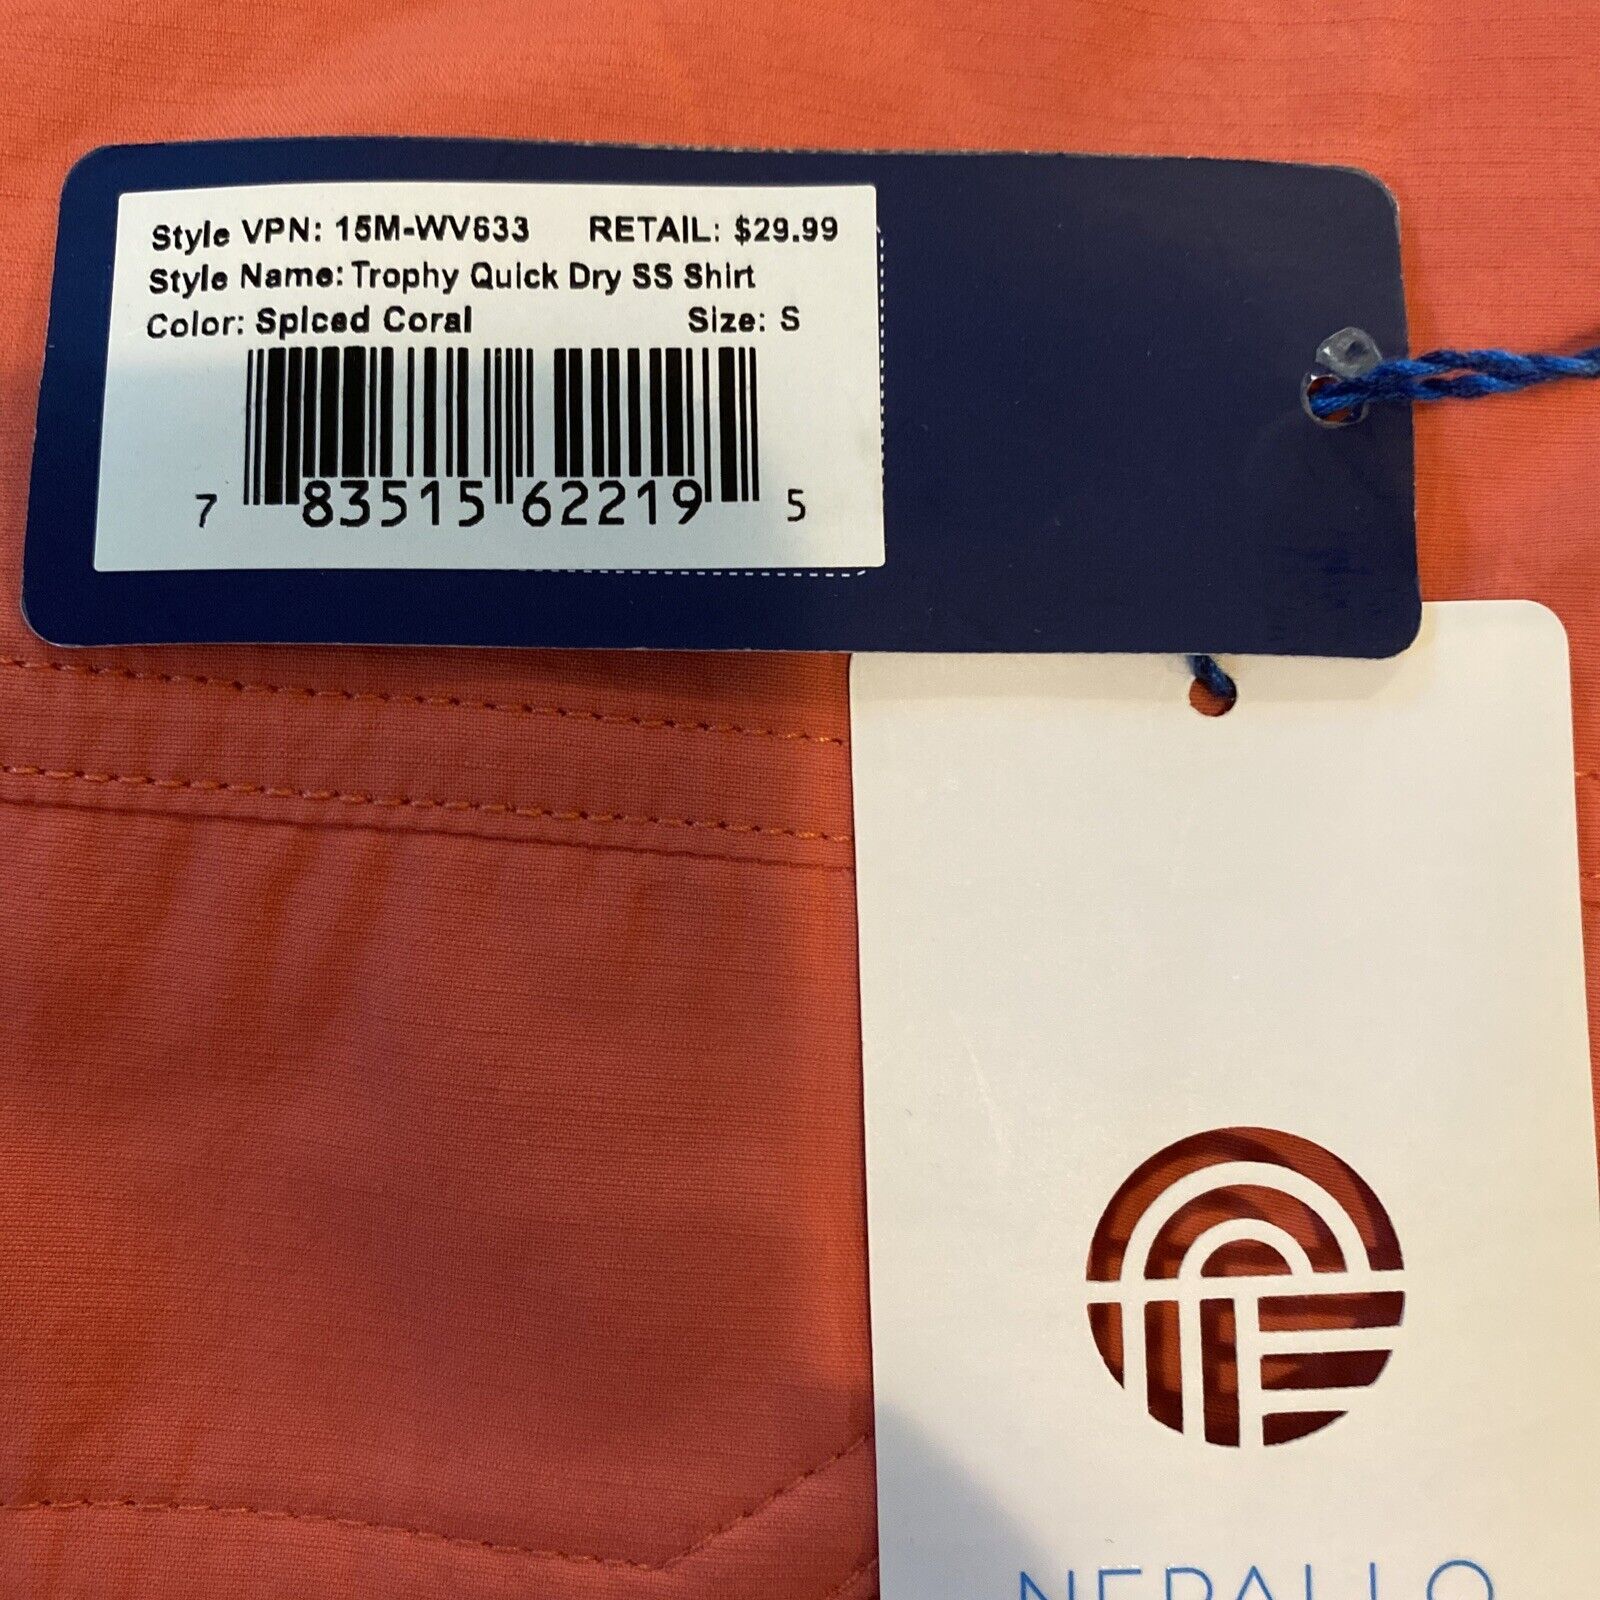 Style VPN: 15M-WV633 RETAIL: $29.99
Style Name: Trophy Quick Dry SS Shirt
Color: Spiced Coral Size: S
7 83515 62219 5
NEPALLO